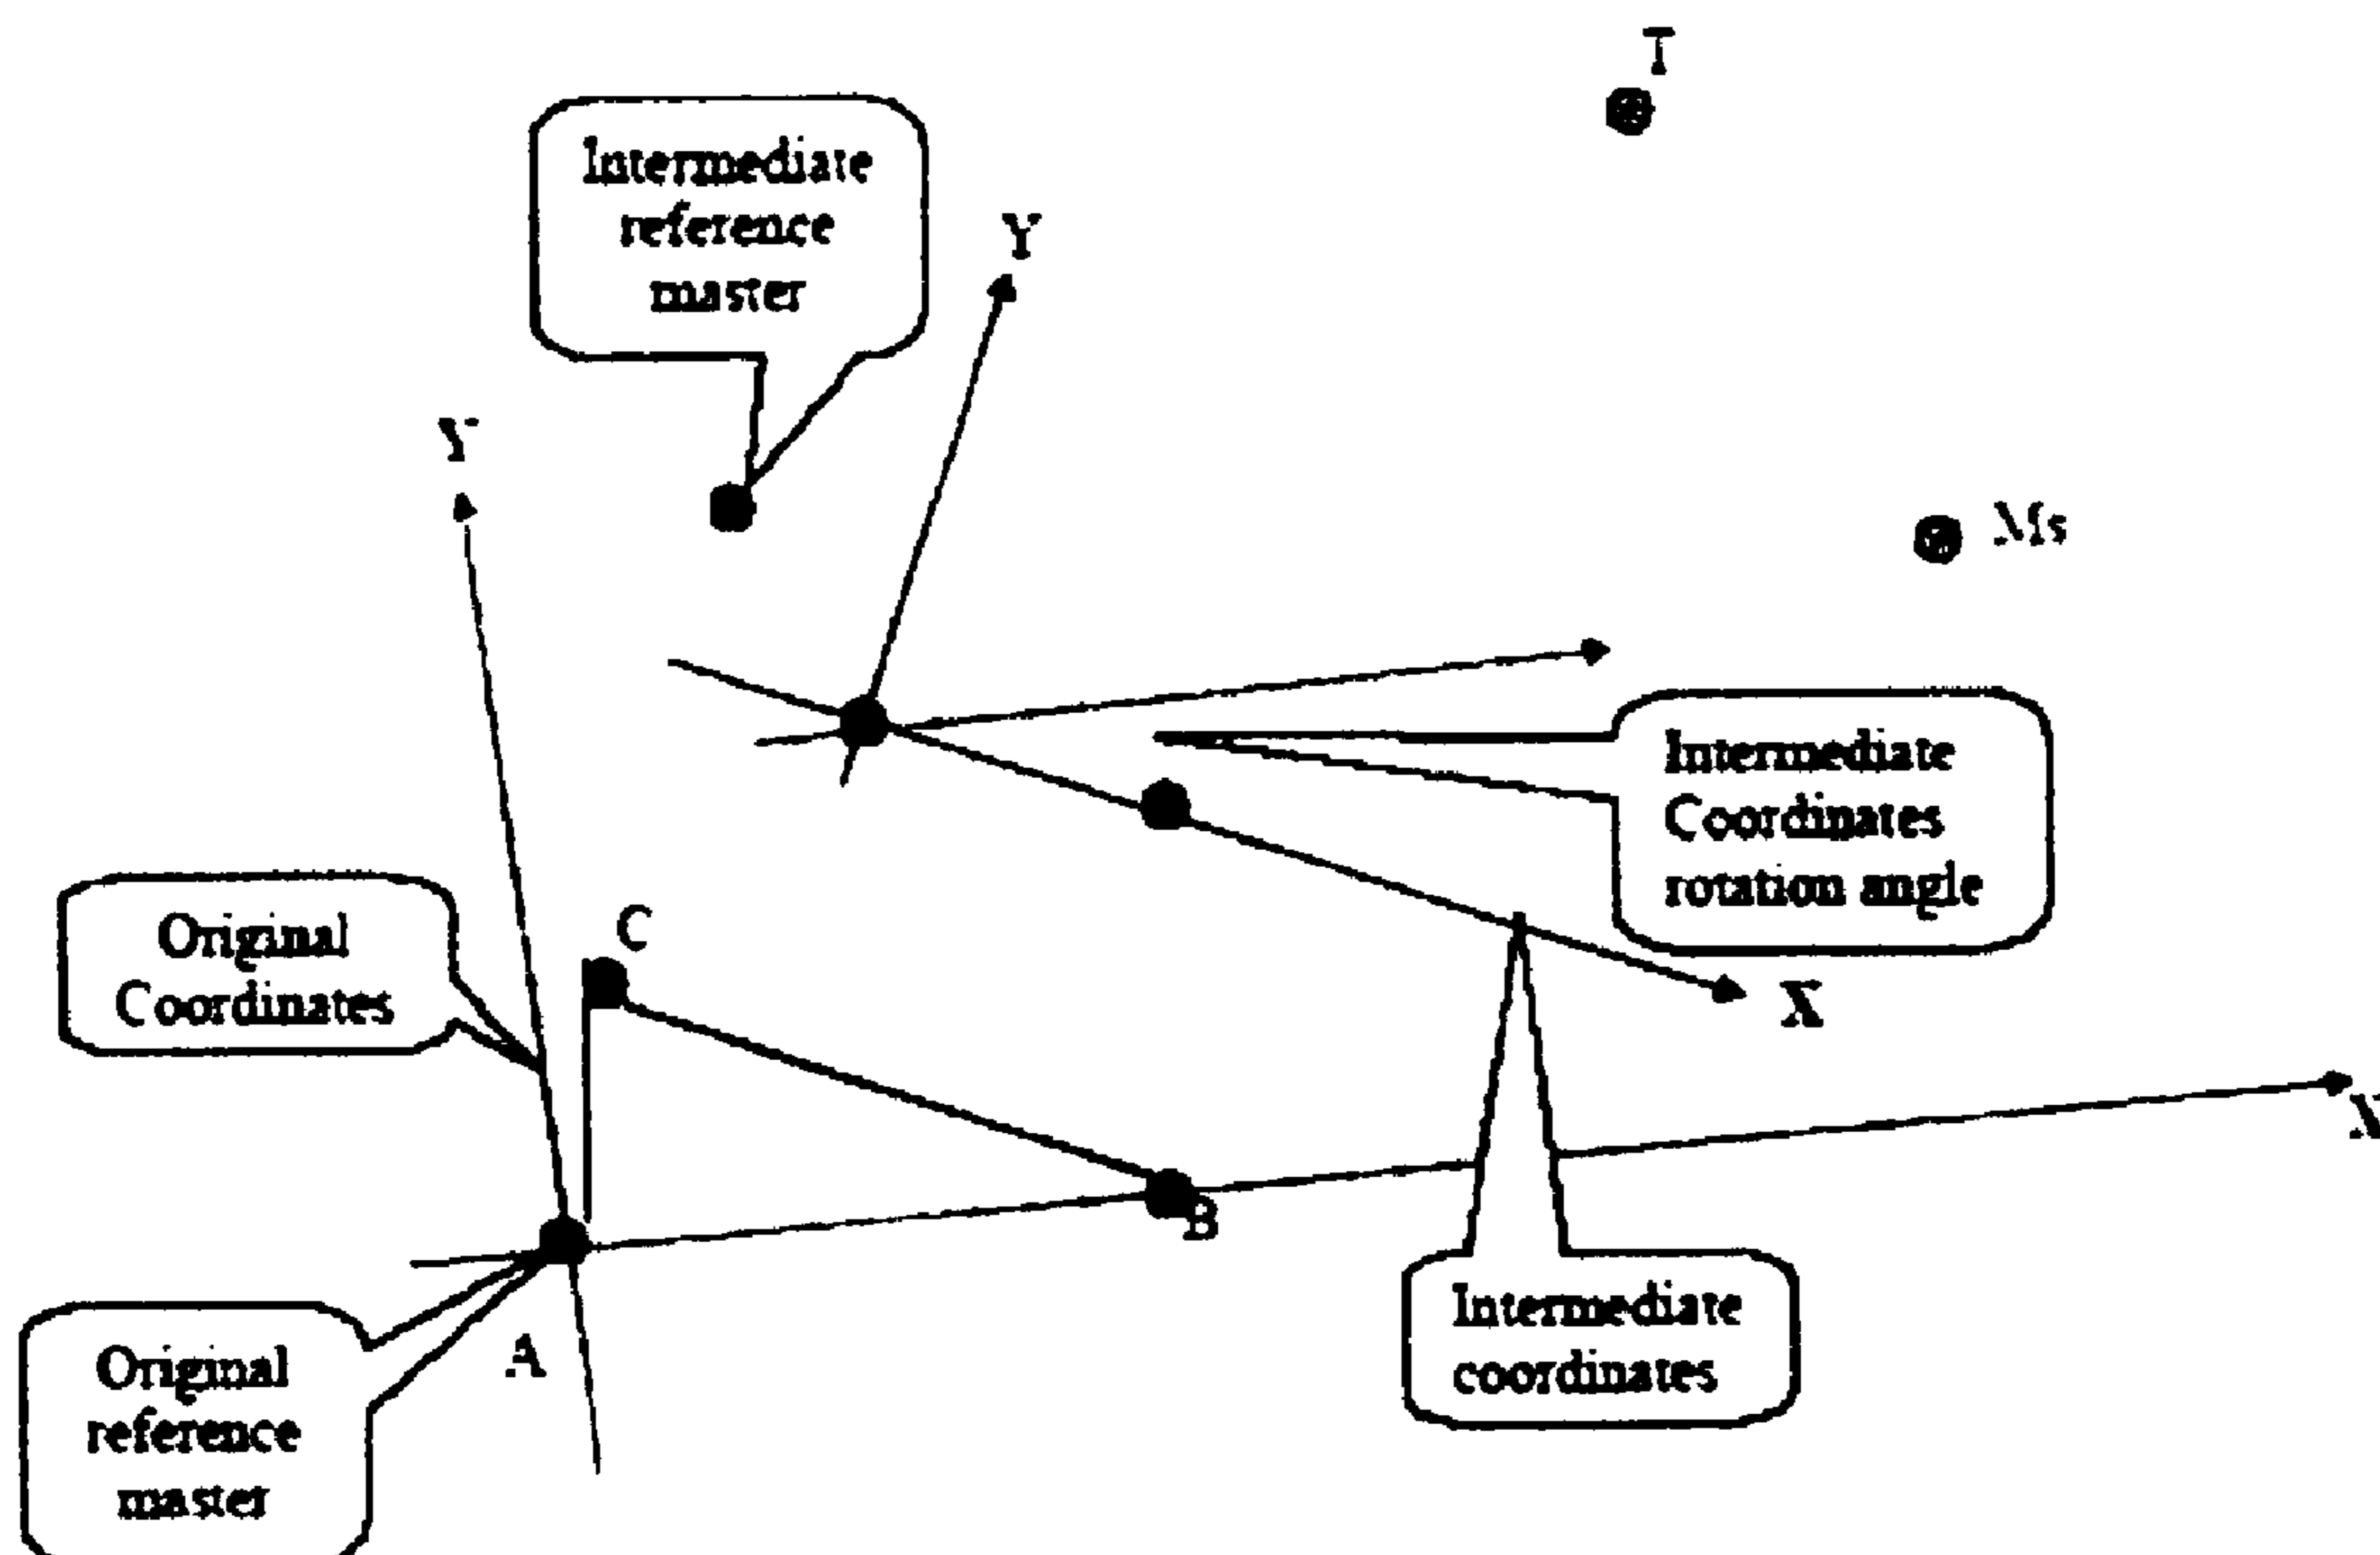 T
Intermediate
reference
master
Y
Y
Ms
Intermediate
Coordinates
rotation angle
C
Original
Coordinates
X
X
B
Intermediate
coordinates
A
Original
reference
master